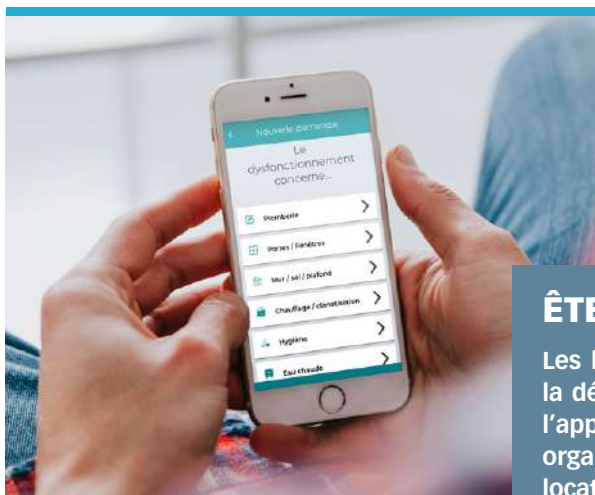 Nouvelle demande
Le
dysfonctionnement
concerne...
Plomberie
Portes / Fenêtres
Mur / sol / plafond
Chauffage / climatisation
Hygiène
Eau chaude
ÊTE
Les
la dé
l'app
orga
locat